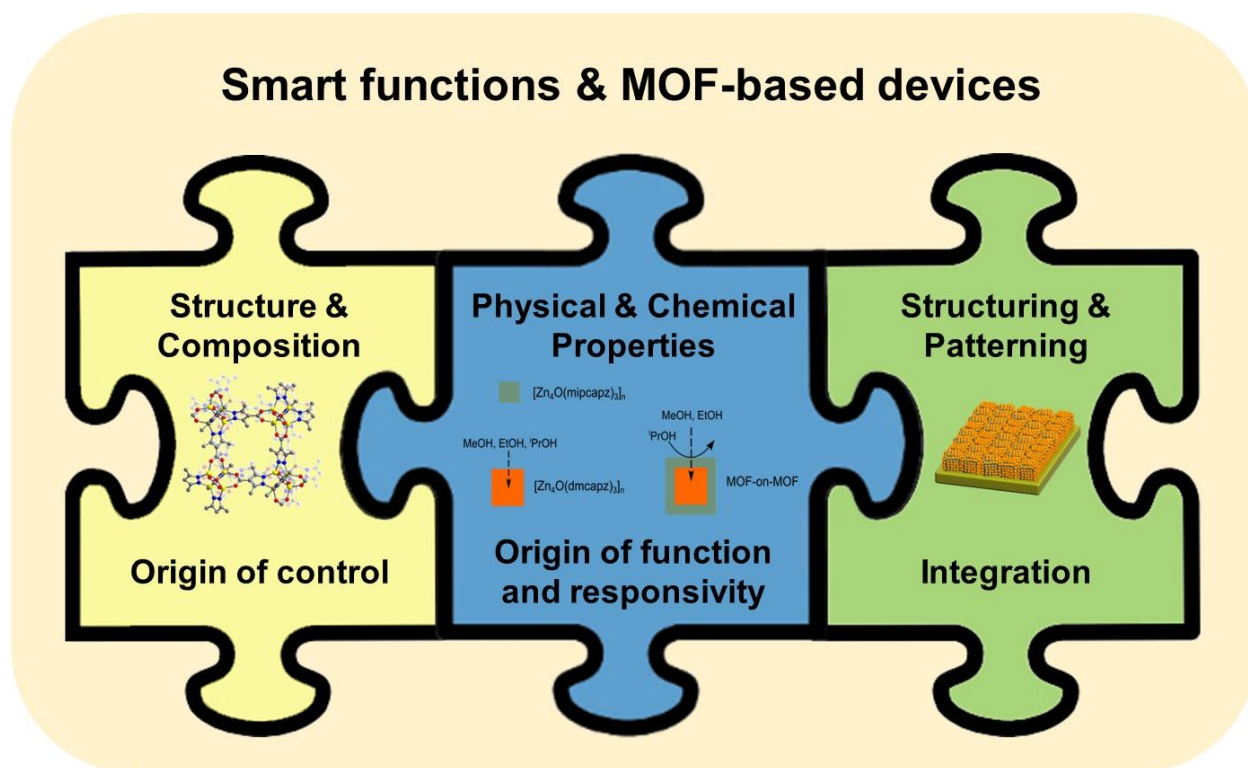 Smart functions & MOF-based devices
Structure &
Composition
Origin of control
Physical & Chemical
Properties
[Zn₄O(mipcapz)₃]ₙ
MeOH, EtOH, ⁱPrOH
[Zn₄O(dmcapz)₃]ₙ
MeOH, EtOH
ⁱPrOH
MOF-on-MOF
Origin of function
and responsivity
Structuring &
Patterning
Integration